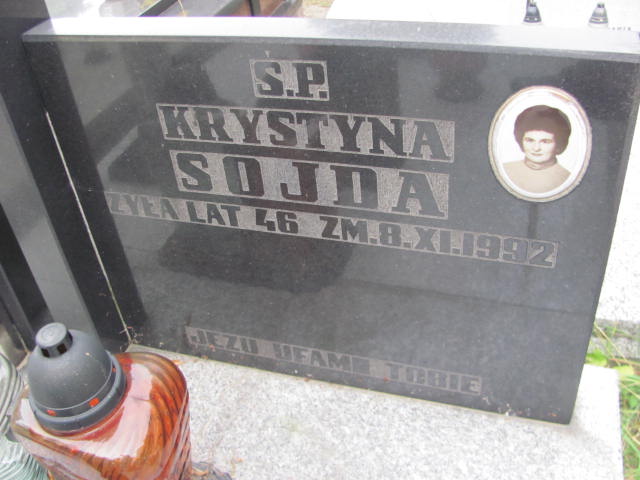 Ś.P.
KRYSTYNA
SOJDA
ŻYŁA LAT 46 ZM.8.XI.1992
JEZU UFAMY TOBIE